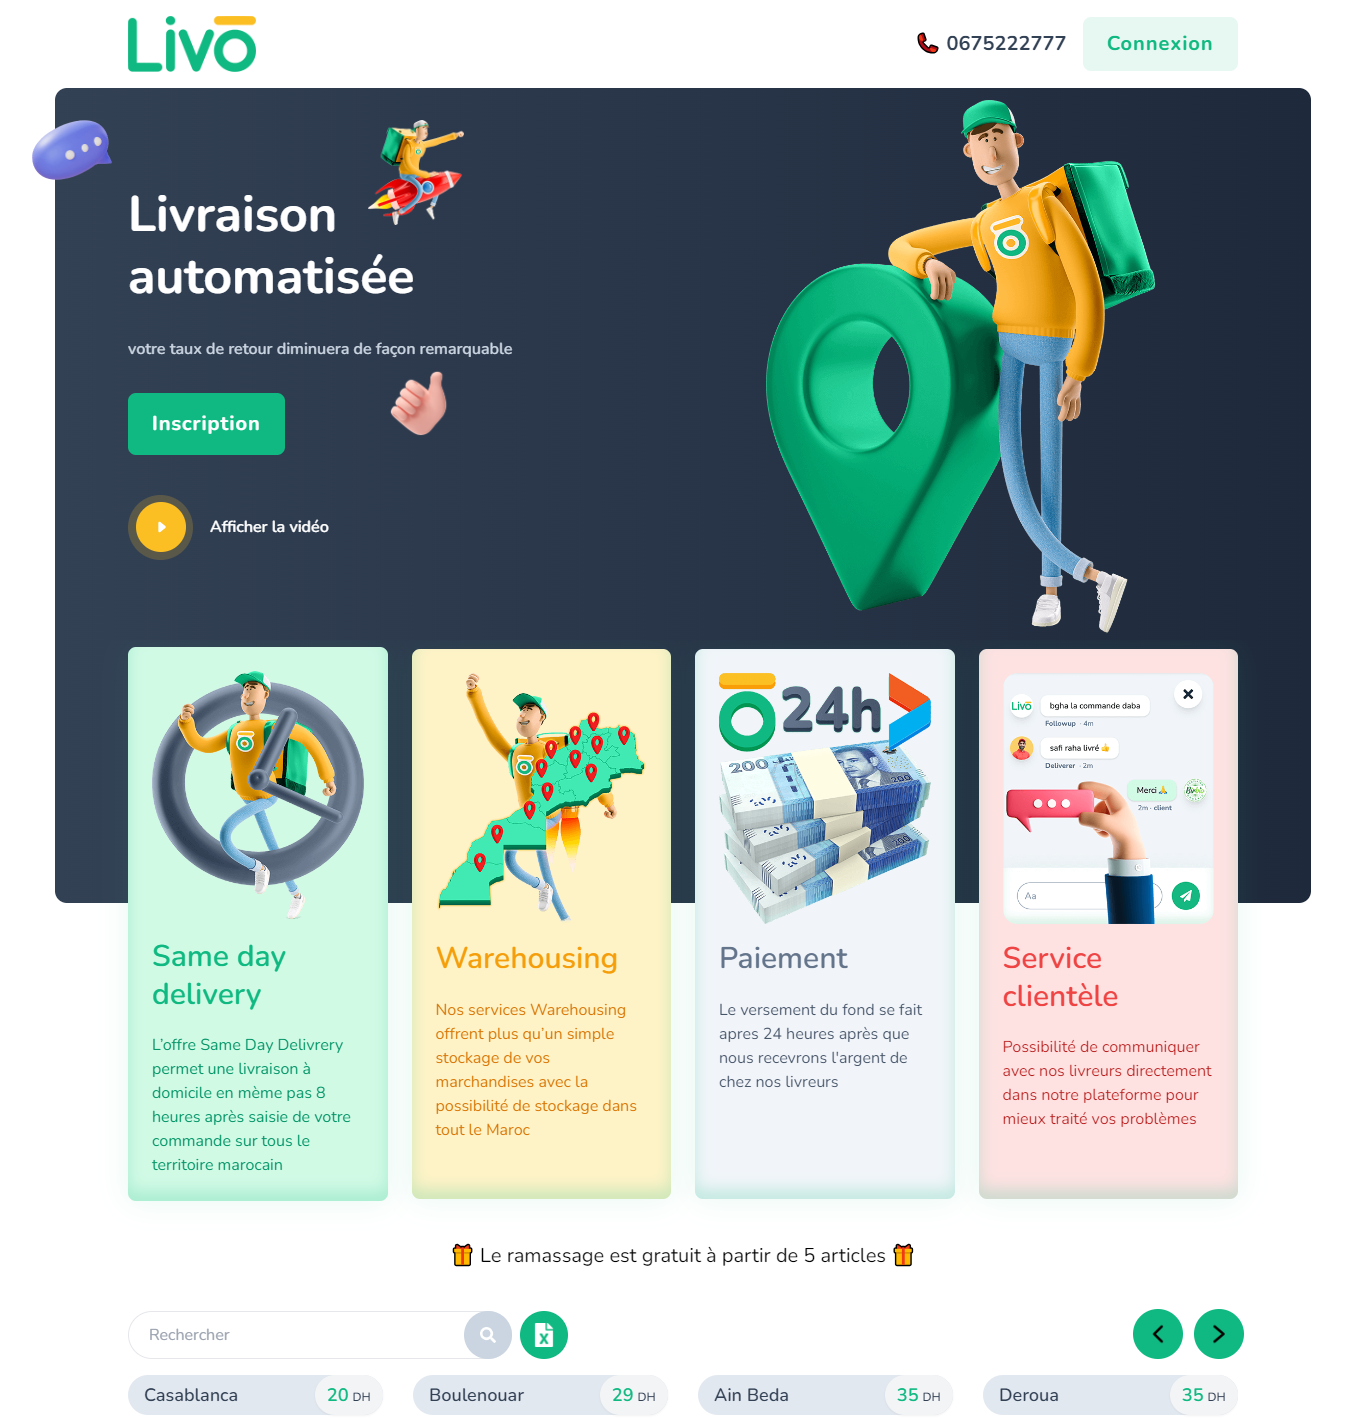 Livo
0675222777
Connexion
Livraison
automatisée
votre taux de retour diminuera de façon remarquable
Inscription
Afficher la vidéo
24h
200
200
Livo
bgha la commande daba
Followup · 4m
safi raha livré
Deliverer · 2m
Merci
2m · client
Aa
Same day
delivery
L'offre Same Day Delivrery
permet une livraison à
domicile en mème pas 8
heures après saisie de votre
commande sur tous le
territoire marocain
Warehousing
Nos services Warehousing
offrent plus qu'un simple
stockage de vos
marchandises avec la
possibilité de stockage dans
tout le Maroc
Paiement
Le versement du fond se fait
apres 24 heures après que
nous recevrons l'argent de
chez nos livreurs
Service
clientèle
Possibilité de communiquer
avec nos livreurs directement
dans notre plateforme pour
mieux traité vos problèmes
Le ramassage est gratuit à partir de 5 articles
Rechercher
Casablanca 20 DH
Boulenouar 29 DH
Ain Beda 35 DH
Deroua 35 DH